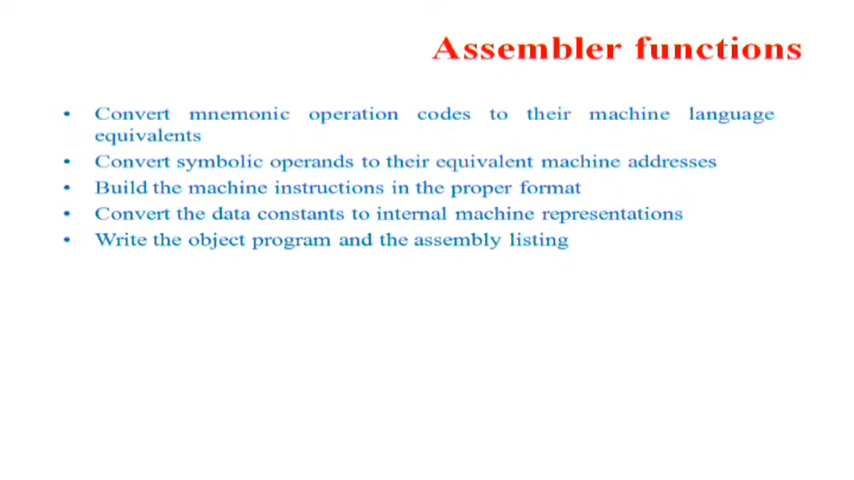 Assembler functions
• Convert mnemonic operation codes to their machine language
equivalents
• Convert symbolic operands to their equivalent machine addresses
• Build the machine instructions in the proper format
• Convert the data constants to internal machine representations
• Write the object program and the assembly listing